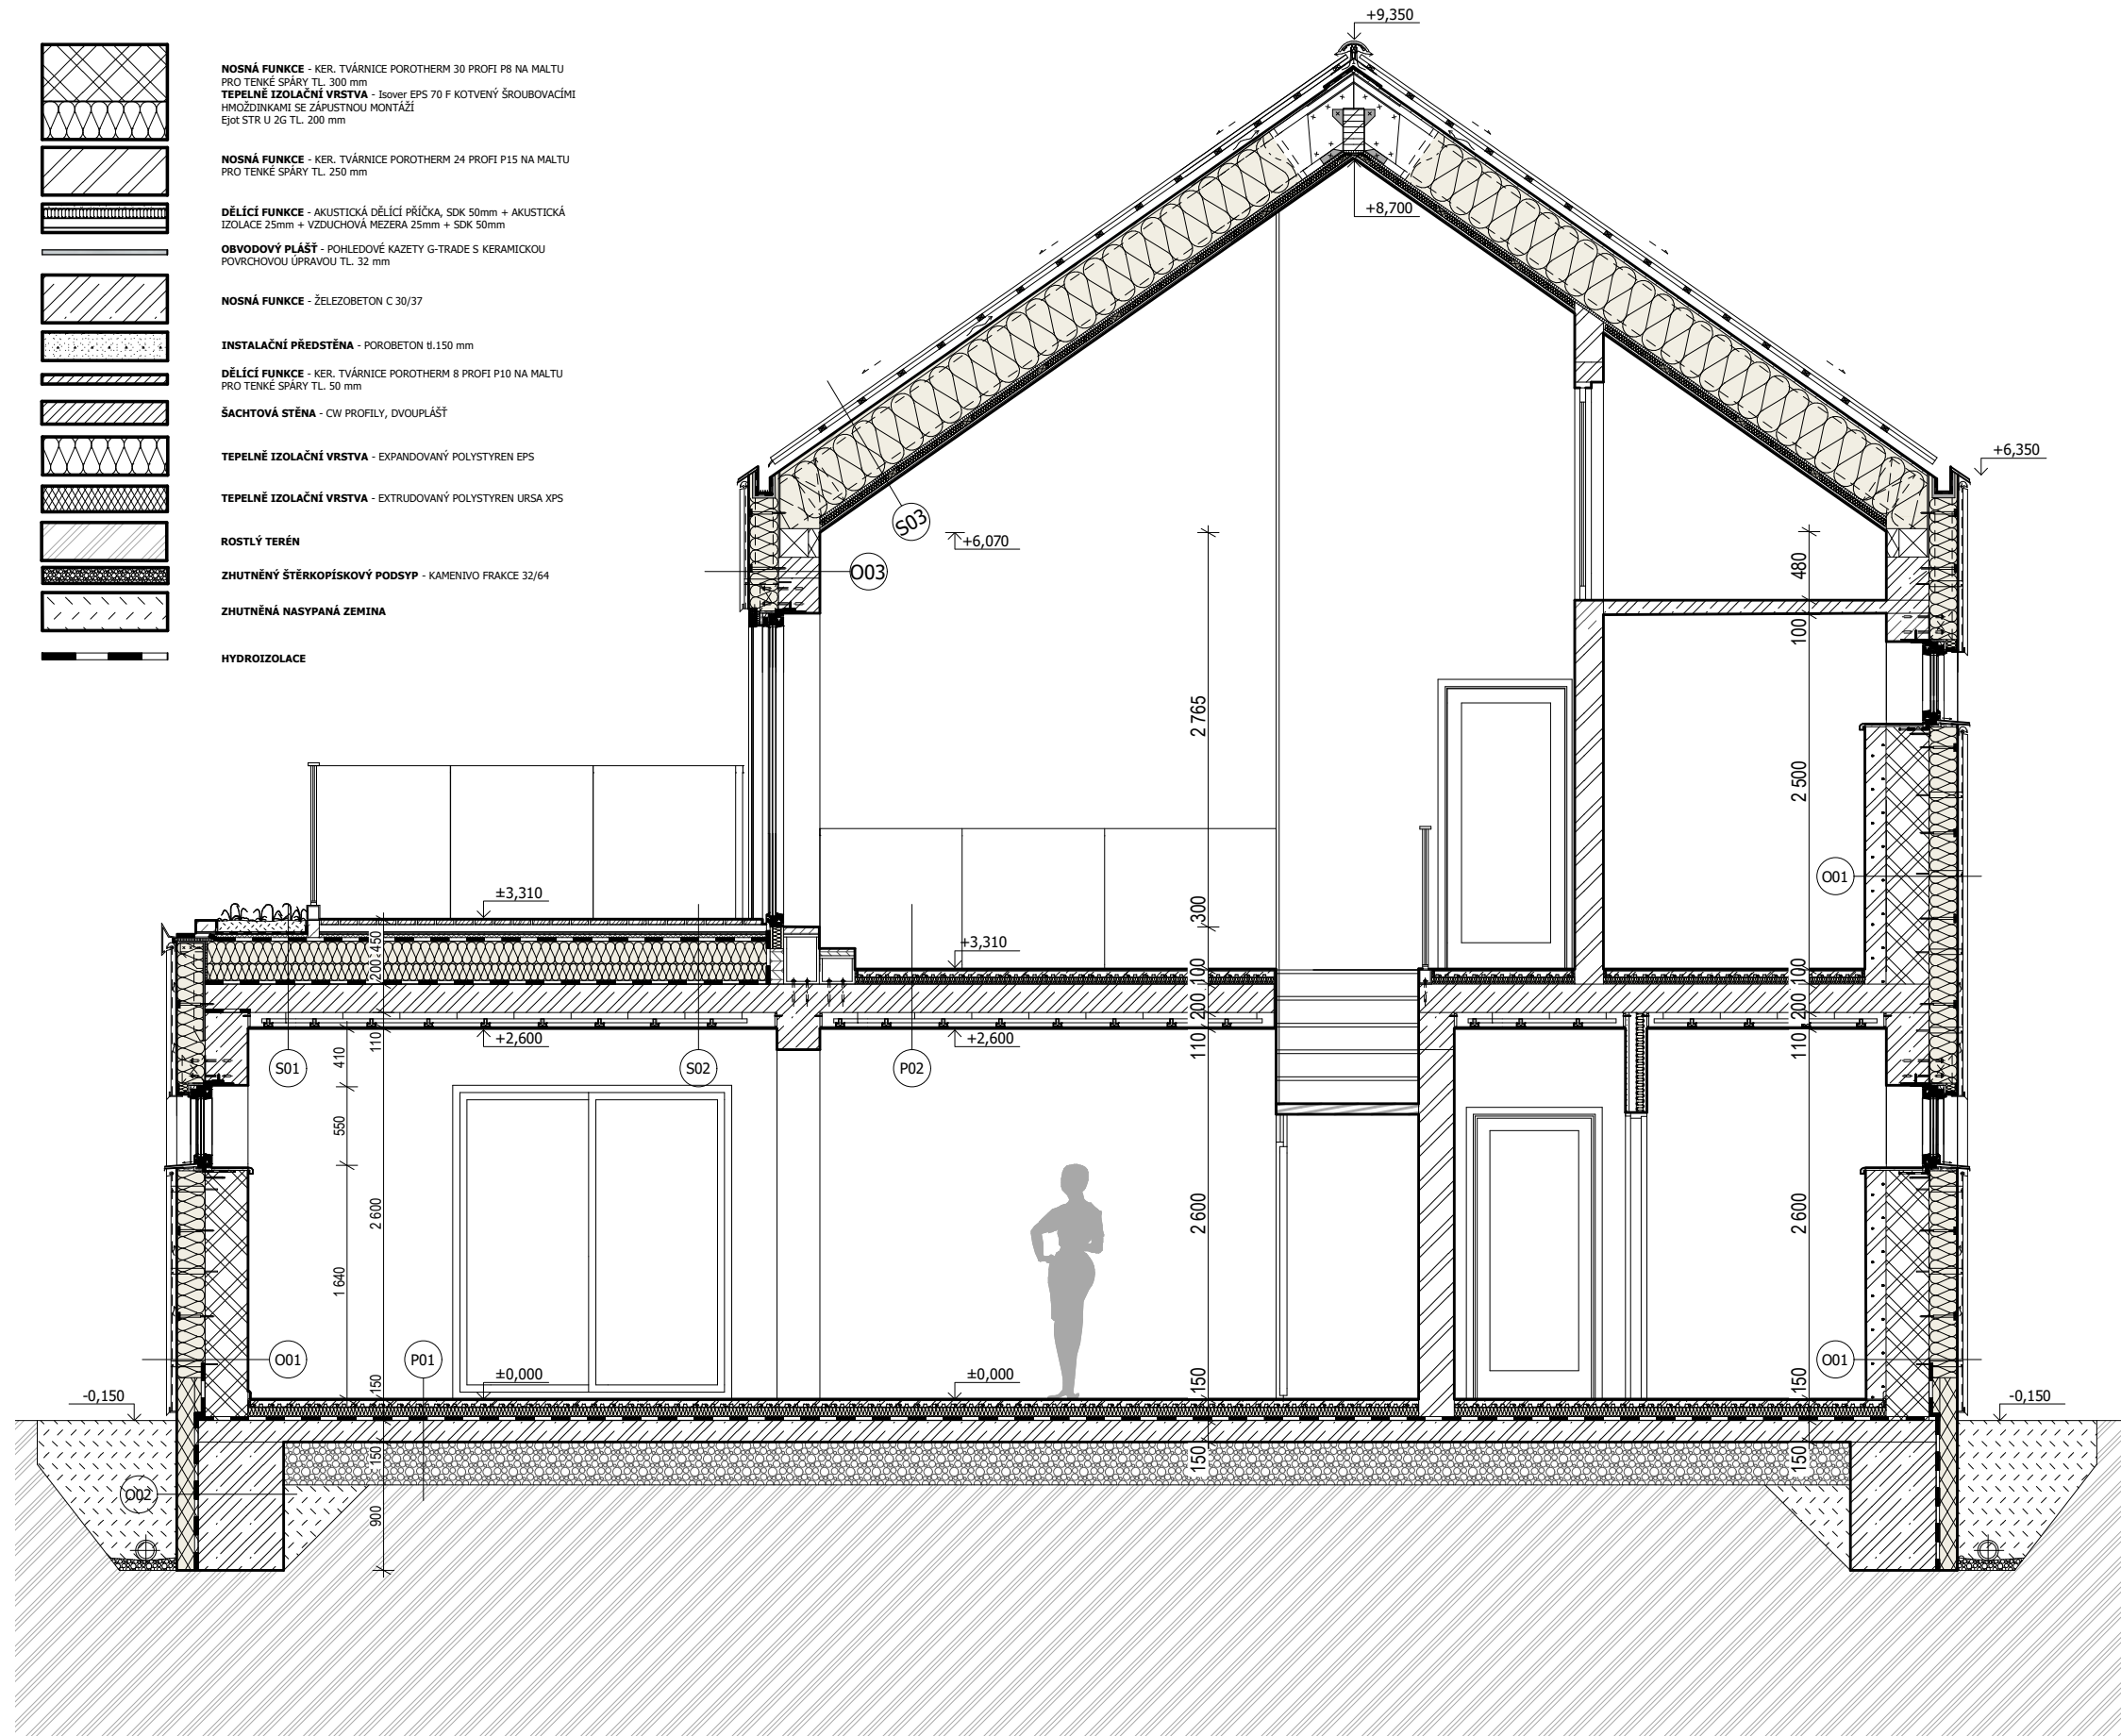 NOSNÁ FUNKCE - KER. TVÁRNICE POROTHERM 30 PROFI P8 NA MALTU
PRO TENKÉ SPÁRY TL. 300 mm
TEPELNĚ IZOLAČNÍ VRSTVA - Isover EPS 70 F KOTVENÝ ŠROUBOVACÍMI
HMOŽDINKAMI SE ZÁPUSTNOU MONTÁŽÍ
Ejot STR U 2G TL. 200 mm
NOSNÁ FUNKCE - KER. TVÁRNICE POROTHERM 24 PROFI P15 NA MALTU
PRO TENKÉ SPÁRY TL. 250 mm
DĚLÍCÍ FUNKCE - AKUSTICKÁ DĚLÍCÍ PŘÍČKA, SDK 50mm + AKUSTICKÁ
IZOLACE 25mm + VZDUCHOVÁ MEZERA 25mm + SDK 50mm
OBVODOVÝ PLÁŠŤ - POHLEDOVÉ KAZETY G-TRADE S KERAMICKOU
POVRCHOVOU ÚPRAVOU TL. 32 mm
NOSNÁ FUNKCE - ŽELEZOBETON C 30/37
INSTALAČNÍ PŘEDSTĚNA - POROBETON tl.150 mm
DĚLÍCÍ FUNKCE - KER. TVÁRNICE POROTHERM 8 PROFI P10 NA MALTU
PRO TENKÉ SPÁRY TL. 50 mm
ŠACHTOVÁ STĚNA - CW PROFILY, DVOUPLÁŠŤ
TEPELNĚ IZOLAČNÍ VRSTVA - EXPANDOVANÝ POLYSTYREN EPS
TEPELNĚ IZOLAČNÍ VRSTVA - EXTRUDOVANÝ POLYSTYREN URSA XPS
ROSTLÝ TERÉN
ZHUTNĚNÝ ŠTĚRKOPÍSKOVÝ PODSYP - KAMENIVO FRAKCE 32/64
ZHUTNĚNÁ NASYPANÁ ZEMINA
HYDROIZOLACE
+9,350
+8,700
+6,350
S03
+6,070
O03
480
100
2 765
2 500
O01
±3,310
300
450
+3,310
200
100
100
200
200
+2,600
+2,600
110
110
110
410
S01
S02
P02
550
2 600
2 600
2 600
1 640
O01
P01
O01
±0,000
±0,000
150
150
150
-0,150
-0,150
150
150
150
O02
900